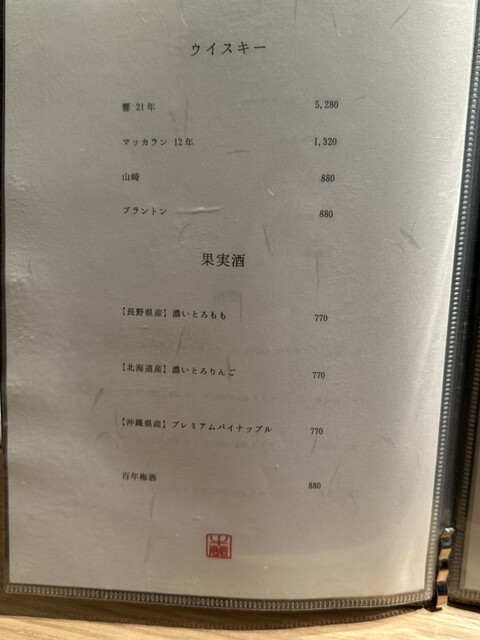 ウイスキー
響 21年 5,280
マッカラン 12年 1,320
山崎 880
ブラントン 880
果実酒
【長野県産】濃いとろもも 770
【北海道産】濃いとろりんご 770
【沖縄県産】プレミアムパイナップル 770
百年梅酒 880